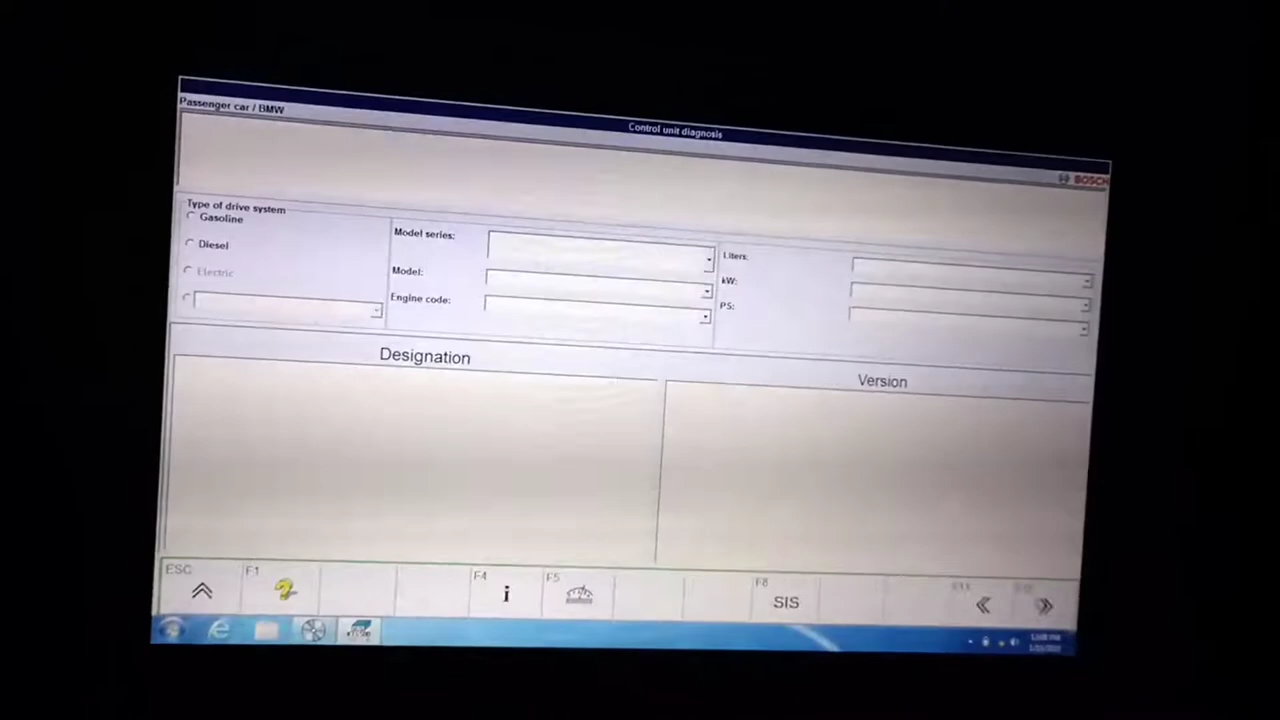 Passenger car / BMW
Control unit diagnosis
BOSCH
Type of drive system
Gasoline
Diesel
Electric
Model series:
Model:
Engine code:
Liters:
kW:
PS:
Designation
Version
ESC
F1
F4
i
F5
F8
SIS